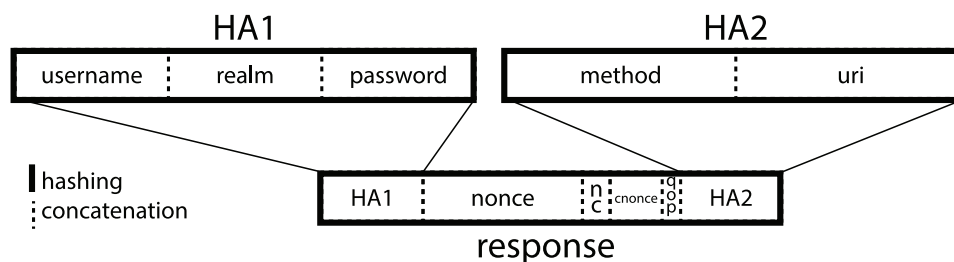 HA1 HA2
username realm password method uri
hashing
concatenation
HA1 nonce nc cnonce qop HA2
response